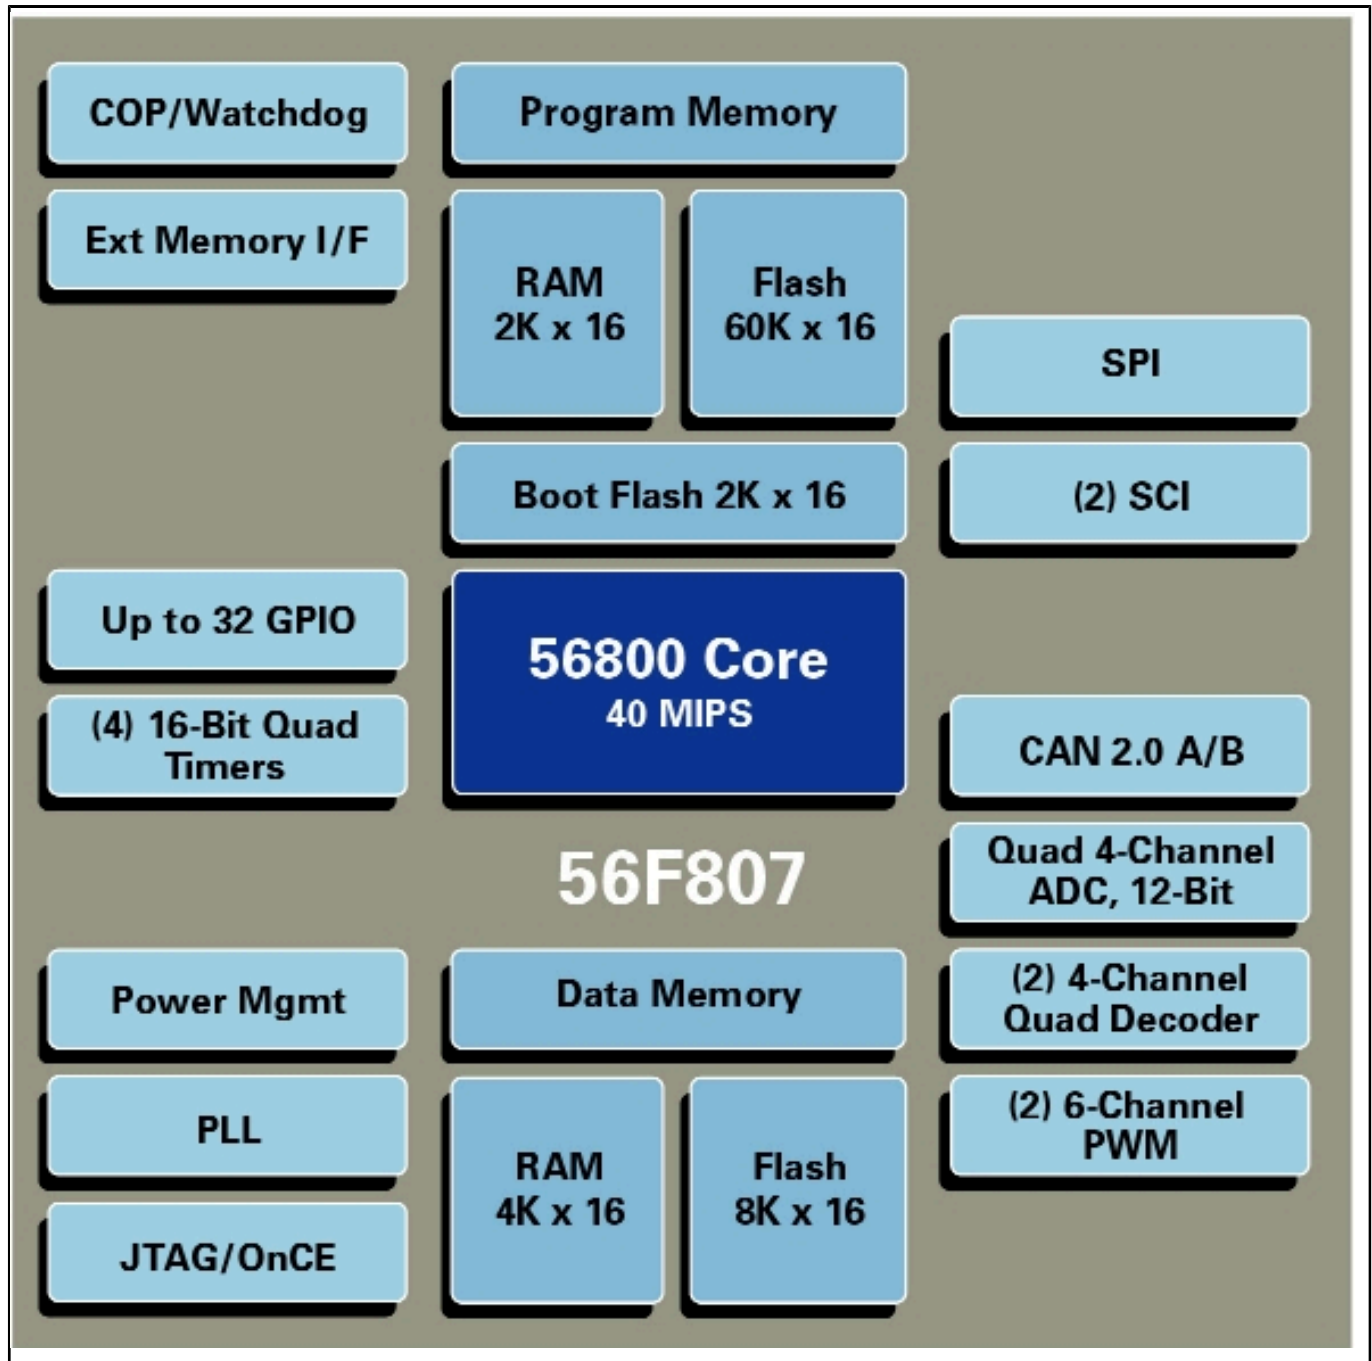 COP/Watchdog
Ext Memory I/F
Up to 32 GPIO
(4) 16-Bit Quad
Timers
Power Mgmt
PLL
JTAG/OnCE
Program Memory
RAM
2K x 16
Flash
60K x 16
Boot Flash 2K x 16
56800 Core
40 MIPS
56F807
Data Memory
RAM
4K x 16
Flash
8K x 16
SPI
(2) SCI
CAN 2.0 A/B
Quad 4-Channel
ADC, 12-Bit
(2) 4-Channel
Quad Decoder
(2) 6-Channel
PWM